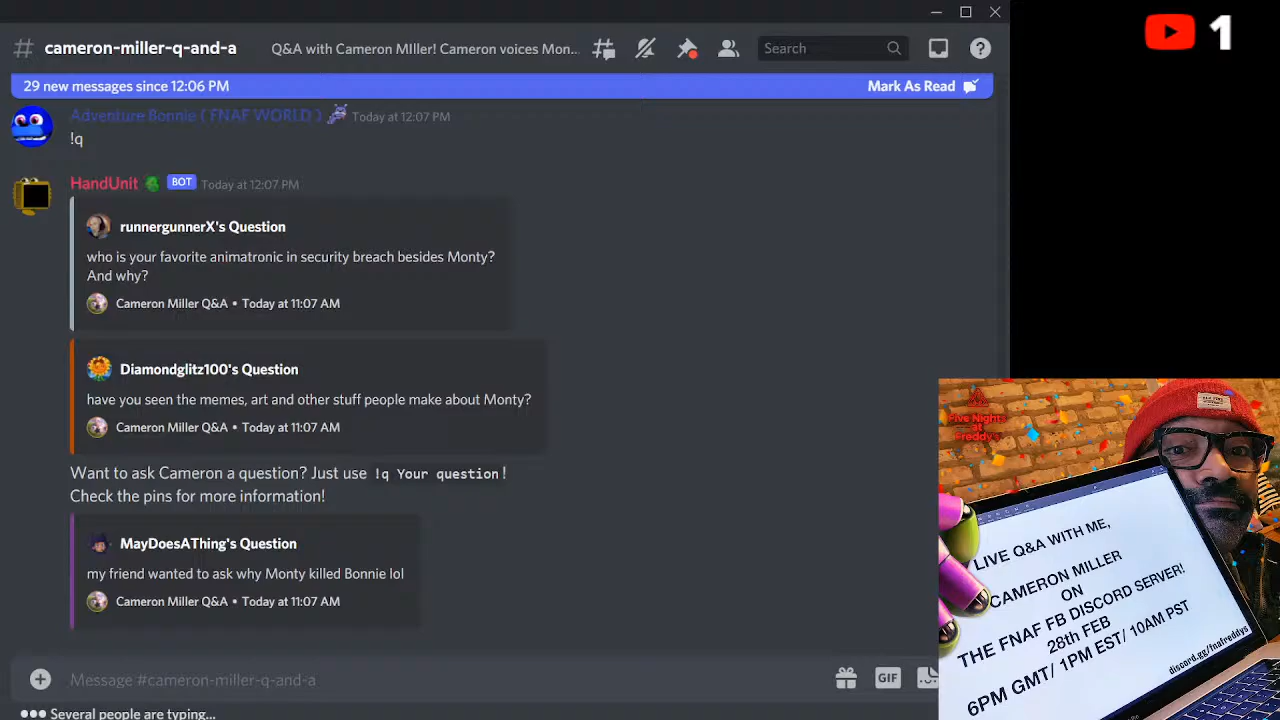 # cameron-miller-q-and-a
Q&A with Cameron MIller! Cameron voices Mon...
Search
1
29 new messages since 12:06 PM
Mark As Read
Adventure Bonnie ( FNAF WORLD ) Today at 12:07 PM
!q
HandUnit BOT Today at 12:07 PM
runnergunnerX's Question
who is your favorite animatronic in security breach besides Monty?
And why?
Cameron Miller Q&A • Today at 11:07 AM
Diamondglitz100's Question
have you seen the memes, art and other stuff people make about Monty?
Cameron Miller Q&A • Today at 11:07 AM
Want to ask Cameron a question? Just use !q Your question!
Check the pins for more information!
MayDoesAThing's Question
my friend wanted to ask why Monty killed Bonnie lol
Cameron Miller Q&A • Today at 11:07 AM
Message #cameron-miller-q-and-a
GIF
Several people are typing...
Five Nights
at
Freddy's
LIVE Q&A WITH ME,
CAMERON MILLER
ON
THE FNAF FB DISCORD SERVER!
28th FEB
6PM GMT/ 1PM EST/ 10AM PST
discord.gg/fnafreddys